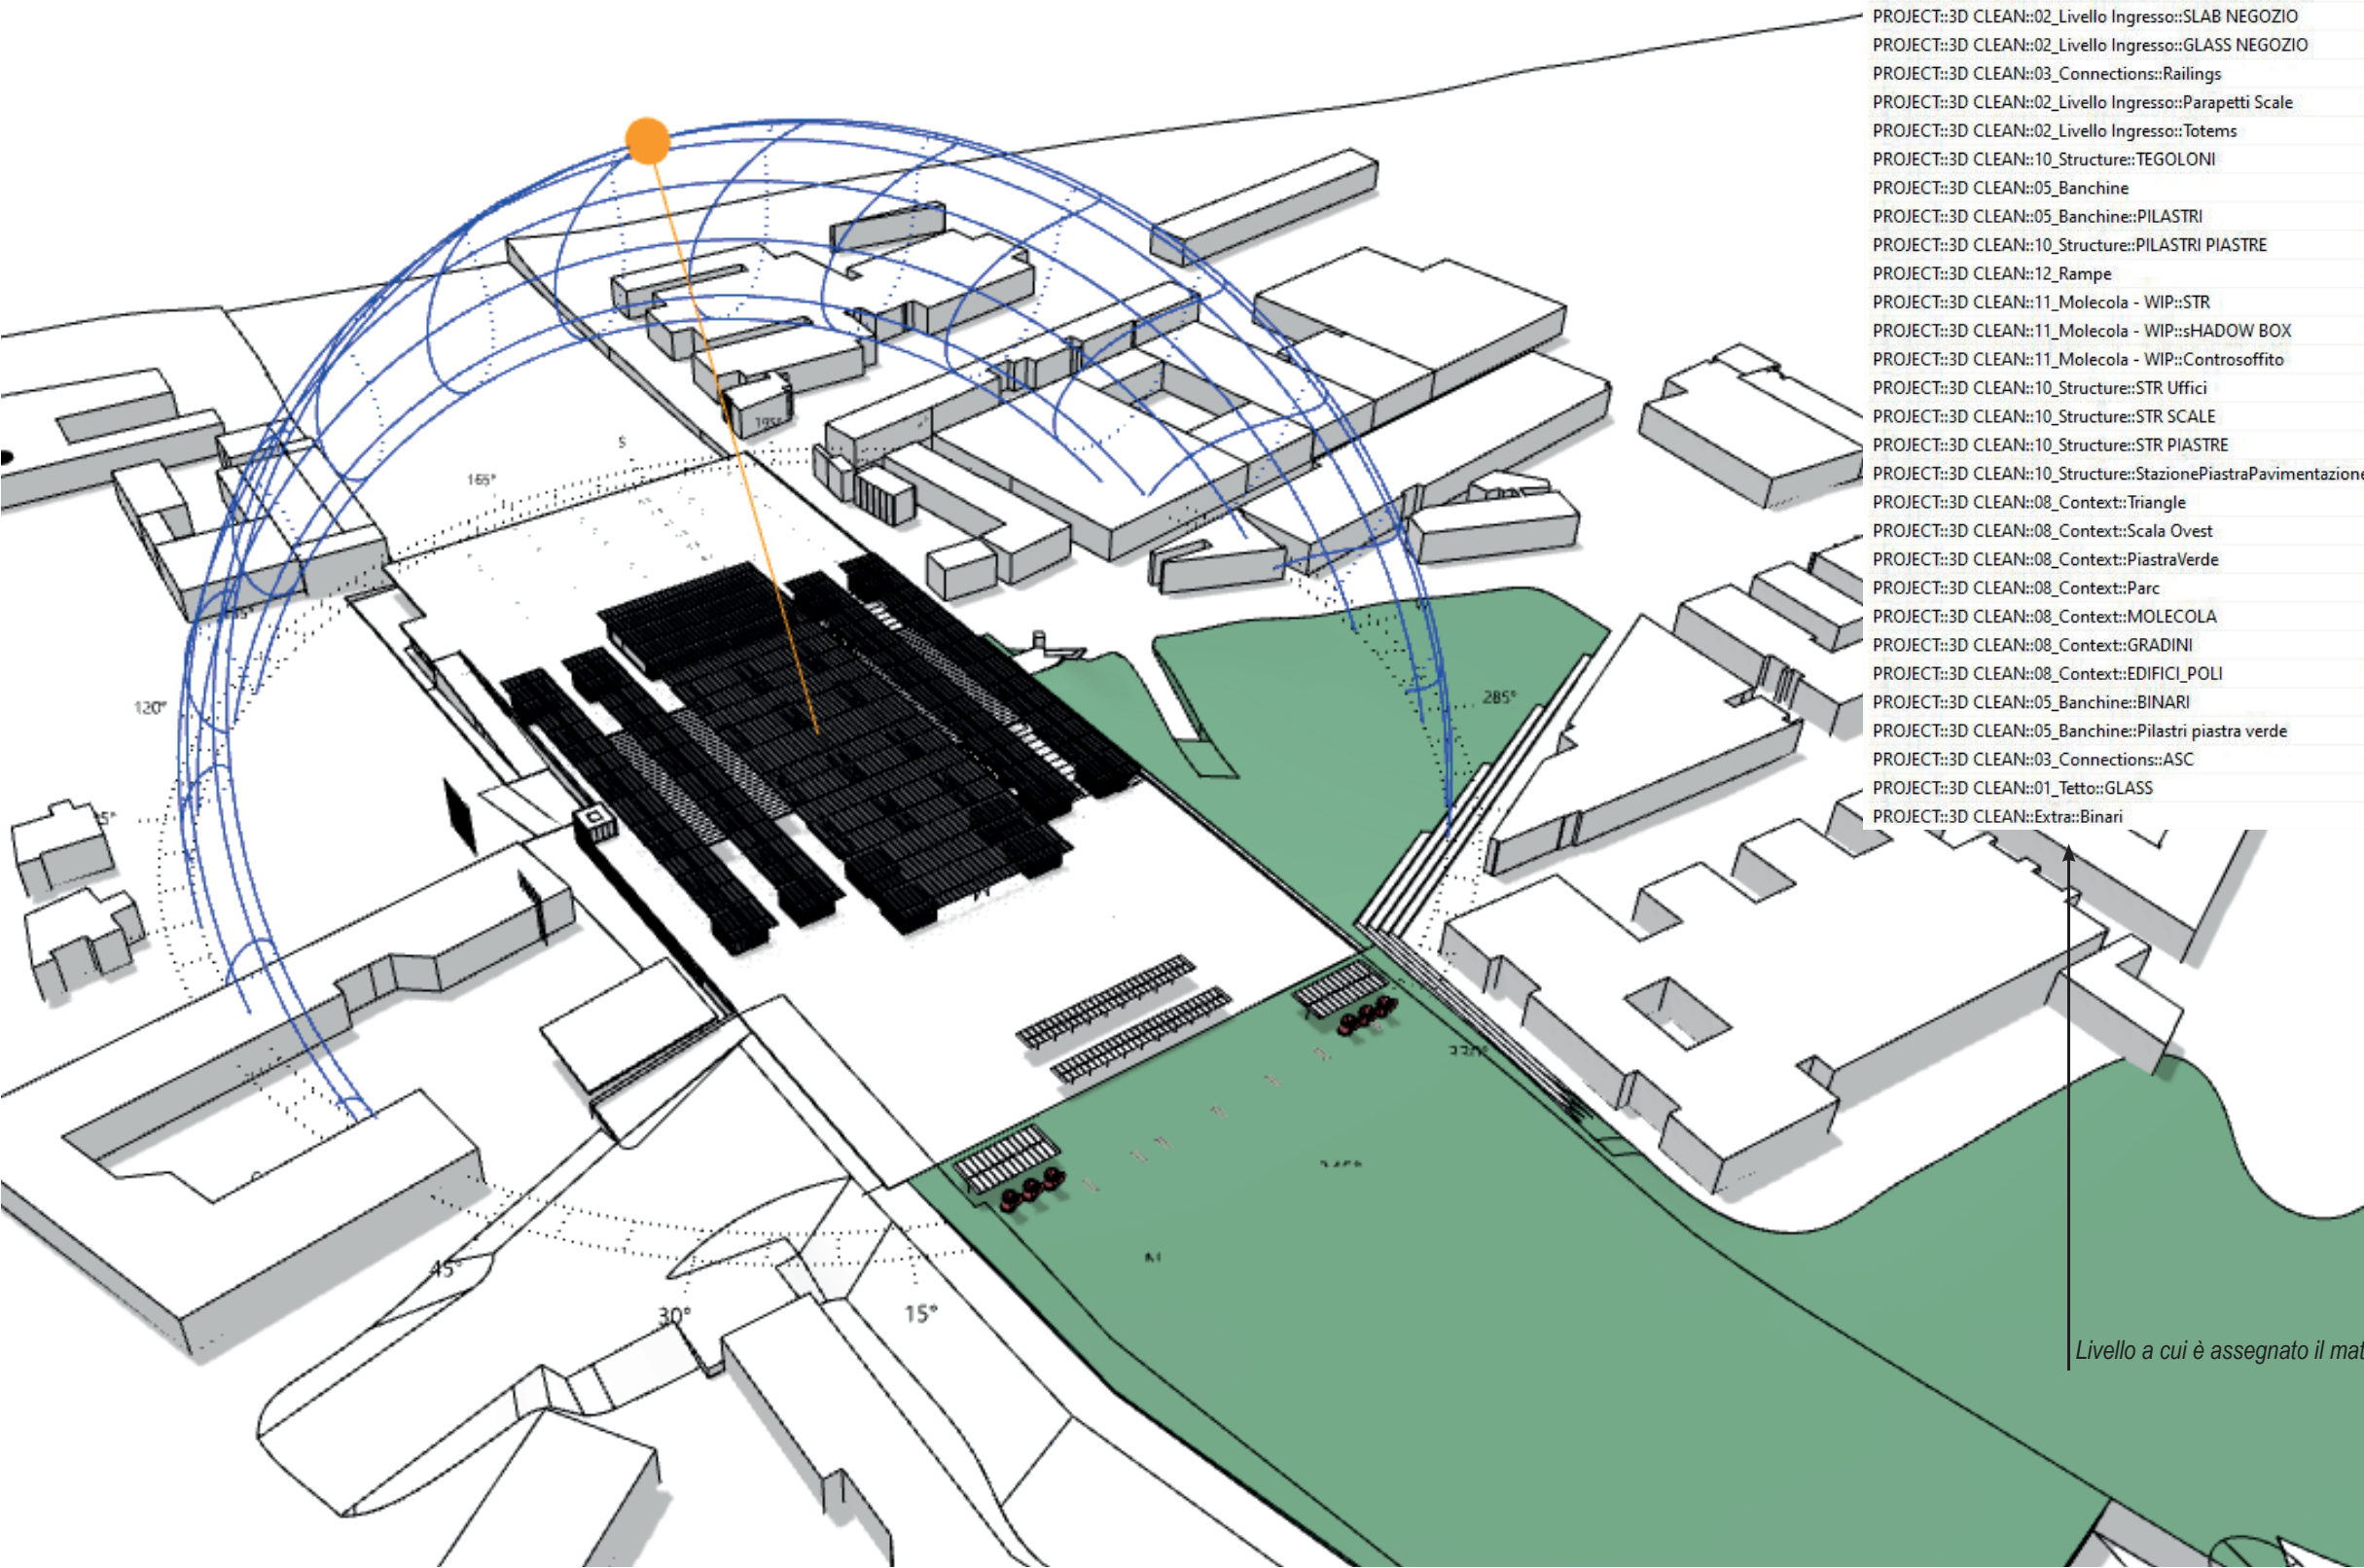 PROJECT::3D CLEAN::02_Livello Ingresso::SLAB NEGOZIO
PROJECT::3D CLEAN::02_Livello Ingresso::GLASS NEGOZIO
PROJECT::3D CLEAN::03_Connections::Railings
PROJECT::3D CLEAN::02_Livello Ingresso::Parapetti Scale
PROJECT::3D CLEAN::02_Livello Ingresso::Totems
PROJECT::3D CLEAN::10_Structure::TEGOLONI
PROJECT::3D CLEAN::05_Banchine
PROJECT::3D CLEAN::05_Banchine::PILASTRI
PROJECT::3D CLEAN::10_Structure::PILASTRI PIASTRE
PROJECT::3D CLEAN::12_Rampe
PROJECT::3D CLEAN::11_Molecola - WIP::STR
PROJECT::3D CLEAN::11_Molecola - WIP::sHADOW BOX
PROJECT::3D CLEAN::11_Molecola - WIP::Controsoffito
PROJECT::3D CLEAN::10_Structure::STR Uffici
PROJECT::3D CLEAN::10_Structure::STR SCALE
PROJECT::3D CLEAN::10_Structure::STR PIASTRE
PROJECT::3D CLEAN::10_Structure::StazionePiastraPavimentazione
PROJECT::3D CLEAN::08_Context::Triangle
PROJECT::3D CLEAN::08_Context::Scala Ovest
PROJECT::3D CLEAN::08_Context::PiastraVerde
PROJECT::3D CLEAN::08_Context::Parc
PROJECT::3D CLEAN::08_Context::MOLECOLA
PROJECT::3D CLEAN::08_Context::GRADINI
PROJECT::3D CLEAN::08_Context::EDIFICI_POLI
PROJECT::3D CLEAN::05_Banchine::BINARI
PROJECT::3D CLEAN::05_Banchine::Pilastri piastra verde
PROJECT::3D CLEAN::03_Connections::ASC
PROJECT::3D CLEAN::01_Tetto::GLASS
PROJECT::3D CLEAN::Extra::Binari
195°
S
165°
120°
285°
330°
45°
30°
15°
Livello a cui è assegnato il mat